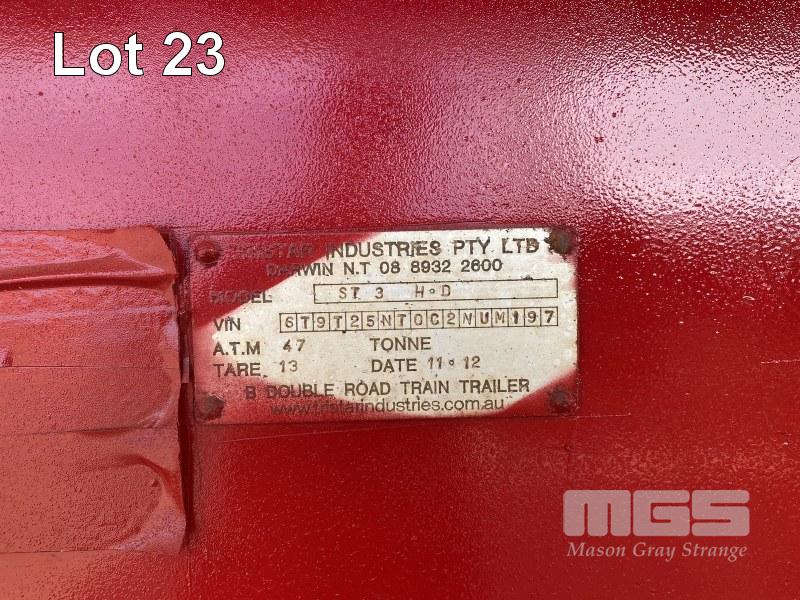 Lot 23
TRISTAR INDUSTRIES PTY LTD
DARWIN N.T 08 8932 2600
MODEL ST 3 H·D
VIN 6T9T25NT0C2NUM197
A.T.M 47 TONNE
TARE 13 DATE 11·12
B DOUBLE ROAD TRAIN TRAILER
www.tristarindustries.com.au
MGS
Mason Gray Strange